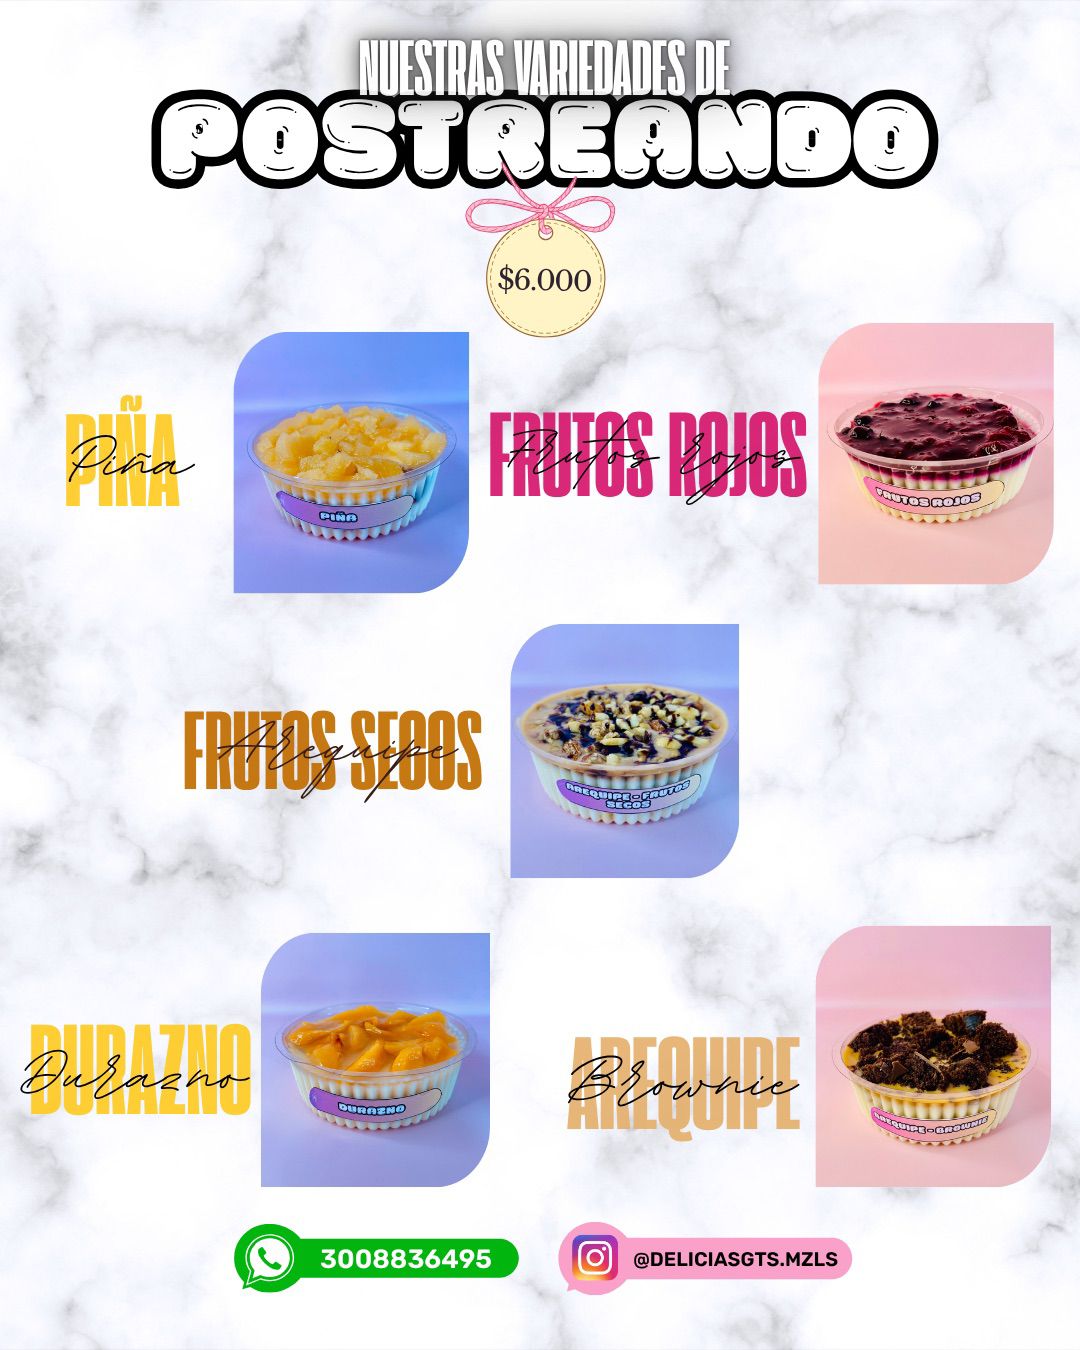 NUESTRAS VARIEDADES DE
POSTREANDO
$6.000
PIÑA
Piña
PIÑA
FRUTOS ROJOS
Frutos rojos
FRUTOS ROJOS
FRUTOS SECOS
Arequipe
AREQUIPE - FRUTOS
SECOS
DURAZNO
Durazno
DURAZNO
AREQUIPE
Brownie
AREQUIPE - BROWNIE
3008836495
@DELICIASGTS.MZLS